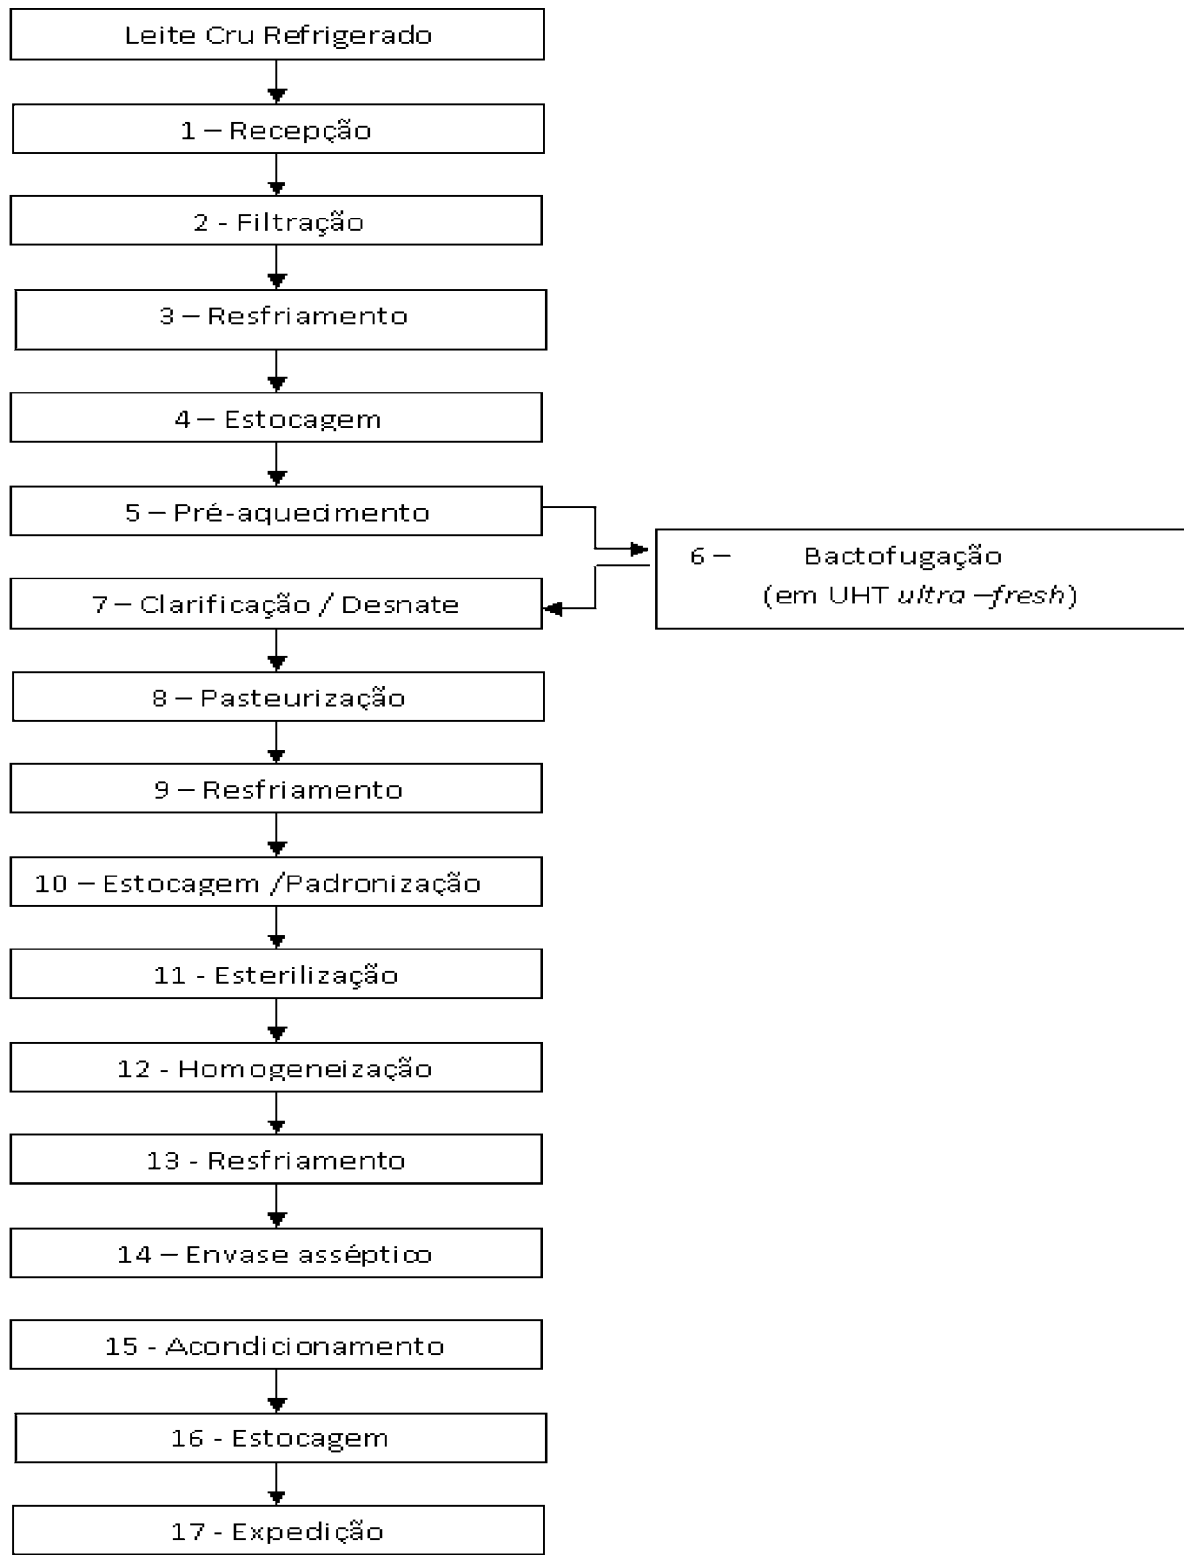 Leite Cru Refrigerado
1 – Recepção
2 - Filtração
3 – Resfriamento
4 – Estocagem
5 – Pré-aquecimento
6 – Bactofugação
(em UHT ultra –fresh)
7 – Clarificação / Desnate
8 – Pasteurização
9 – Resfriamento
10 – Estocagem /Padronização
11 - Esterilização
12 - Homogeneização
13 - Resfriamento
14 – Envase asséptico
15 - Acondicionamento
16 - Estocagem
17 - Expedição